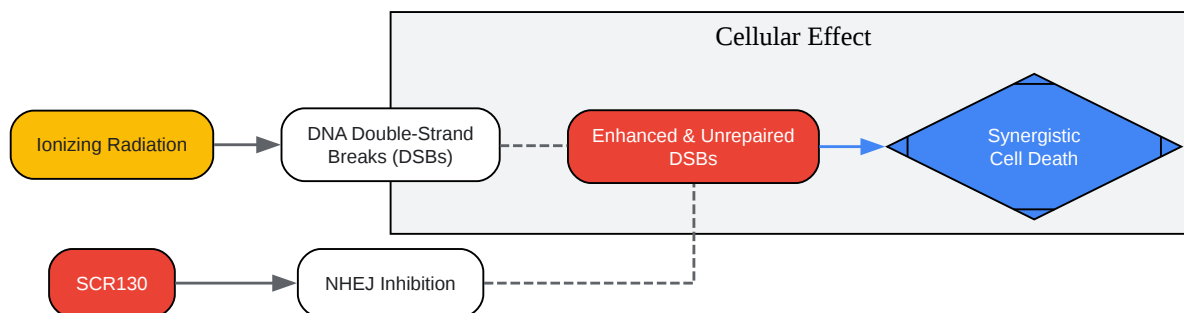 Cellular Effect
Ionizing Radiation
DNA Double-Strand
Breaks (DSBs)
Enhanced & Unrepaired
DSBs
Synergistic
Cell Death
SCR130
NHEJ Inhibition